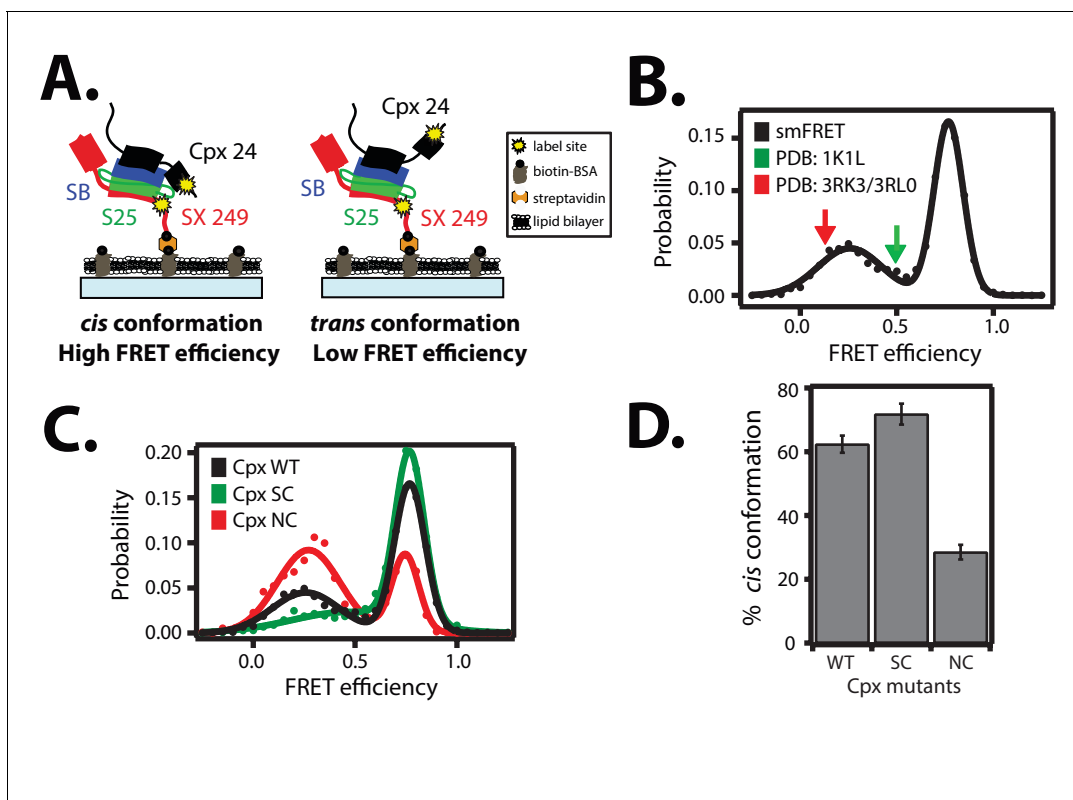 A.
Cpx 24
Cpx 24
SB
S25
SX 249
SB
S25
SX 249
label site
biotin-BSA
streptavidin
lipid bilayer
cis conformation
High FRET efficiency
trans conformation
Low FRET efficiency
B.
Probability
0.15
0.10
0.05
0.00
smFRET
PDB: 1K1L
PDB: 3RK3/3RL0
0.0
0.5
1.0
FRET efficiency
C.
Probability
0.20
0.15
0.10
0.05
0.00
Cpx WT
Cpx SC
Cpx NC
0.0
0.5
1.0
FRET efficiency
D.
% cis conformation
80
60
40
20
0
WT
SC
NC
Cpx mutants